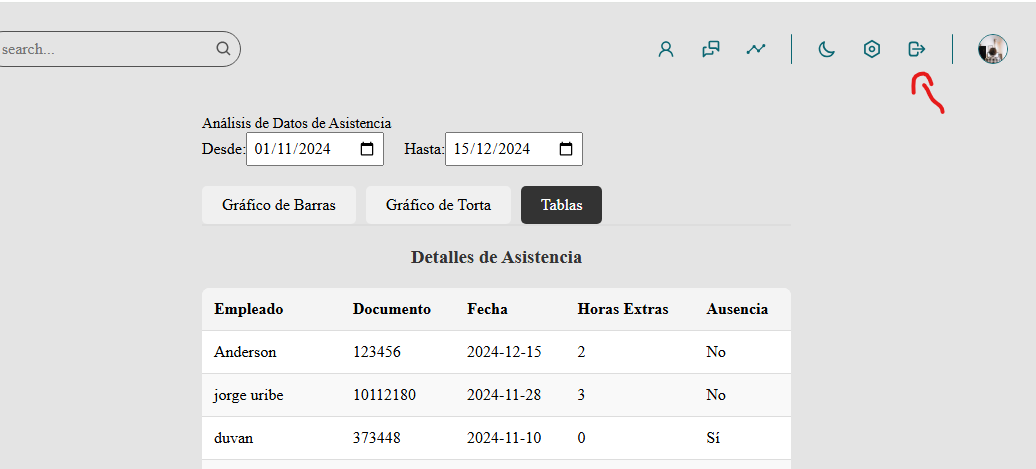 search...
Análisis de Datos de Asistencia
Desde: 01/11/2024 Hasta: 15/12/2024
Gráfico de Barras Gráfico de Torta Tablas
Detalles de Asistencia
Empleado Documento Fecha Horas Extras Ausencia
Anderson 123456 2024-12-15 2 No
jorge uribe 10112180 2024-11-28 3 No
duvan 373448 2024-11-10 0 Sí